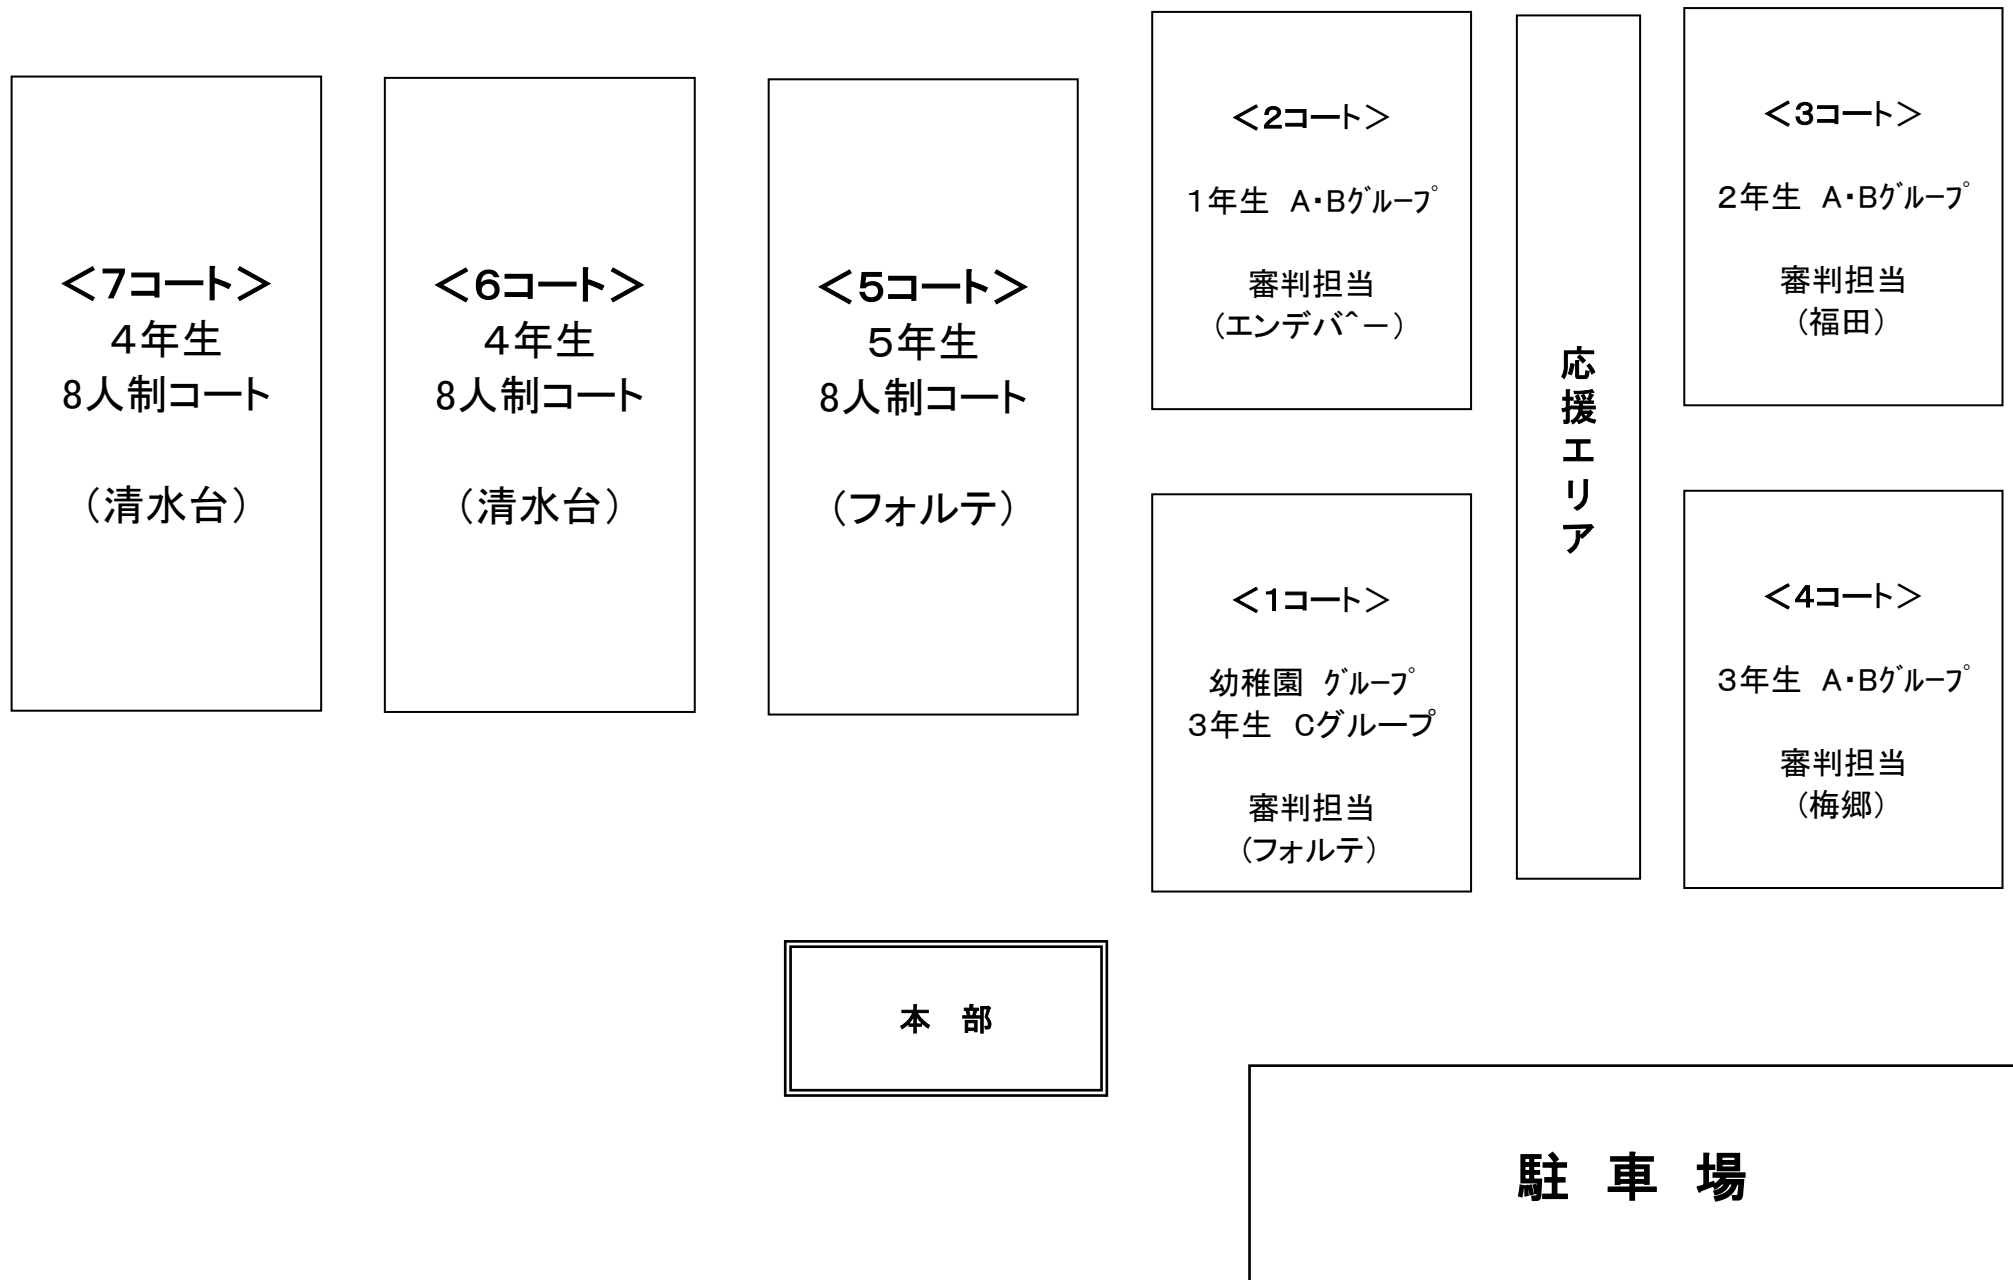 ＜7コート＞
４年生
8人制コート
（清水台）
＜6コート＞
４年生
8人制コート
（清水台）
＜5コート＞
５年生
8人制コート
（フォルテ）
＜2コート＞
１年生　A・Bｸﾞﾙｰﾌﾟ
審判担当
（エンデバ^ー）
＜1コート＞
幼稚園 ｸﾞﾙｰﾌﾟ
３年生　Cグループ
審判担当
（フォルテ）
応援エリア
＜3コート＞
２年生　A・Bｸﾞﾙｰﾌﾟ
審判担当
（福田）
＜4コート＞
３年生　A・Bｸﾞﾙｰﾌﾟ
審判担当
（梅郷）
本　部
駐 車 場